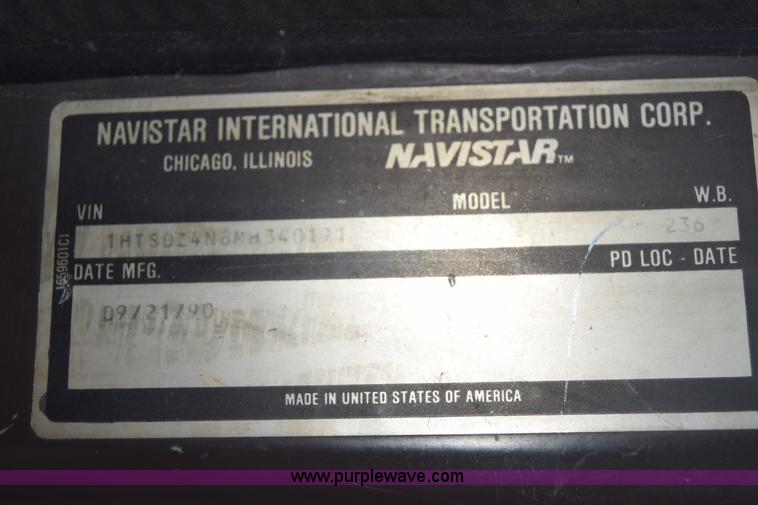 NAVISTAR INTERNATIONAL TRANSPORTATION CORP.
CHICAGO, ILLINOIS NAVISTAR™
VIN MODEL W.B.
1HTSDZ4N8MH340191 236
DATE MFG. PD LOC - DATE
09/21/90
1659601C1
MADE IN UNITED STATES OF AMERICA
www.purplewave.com